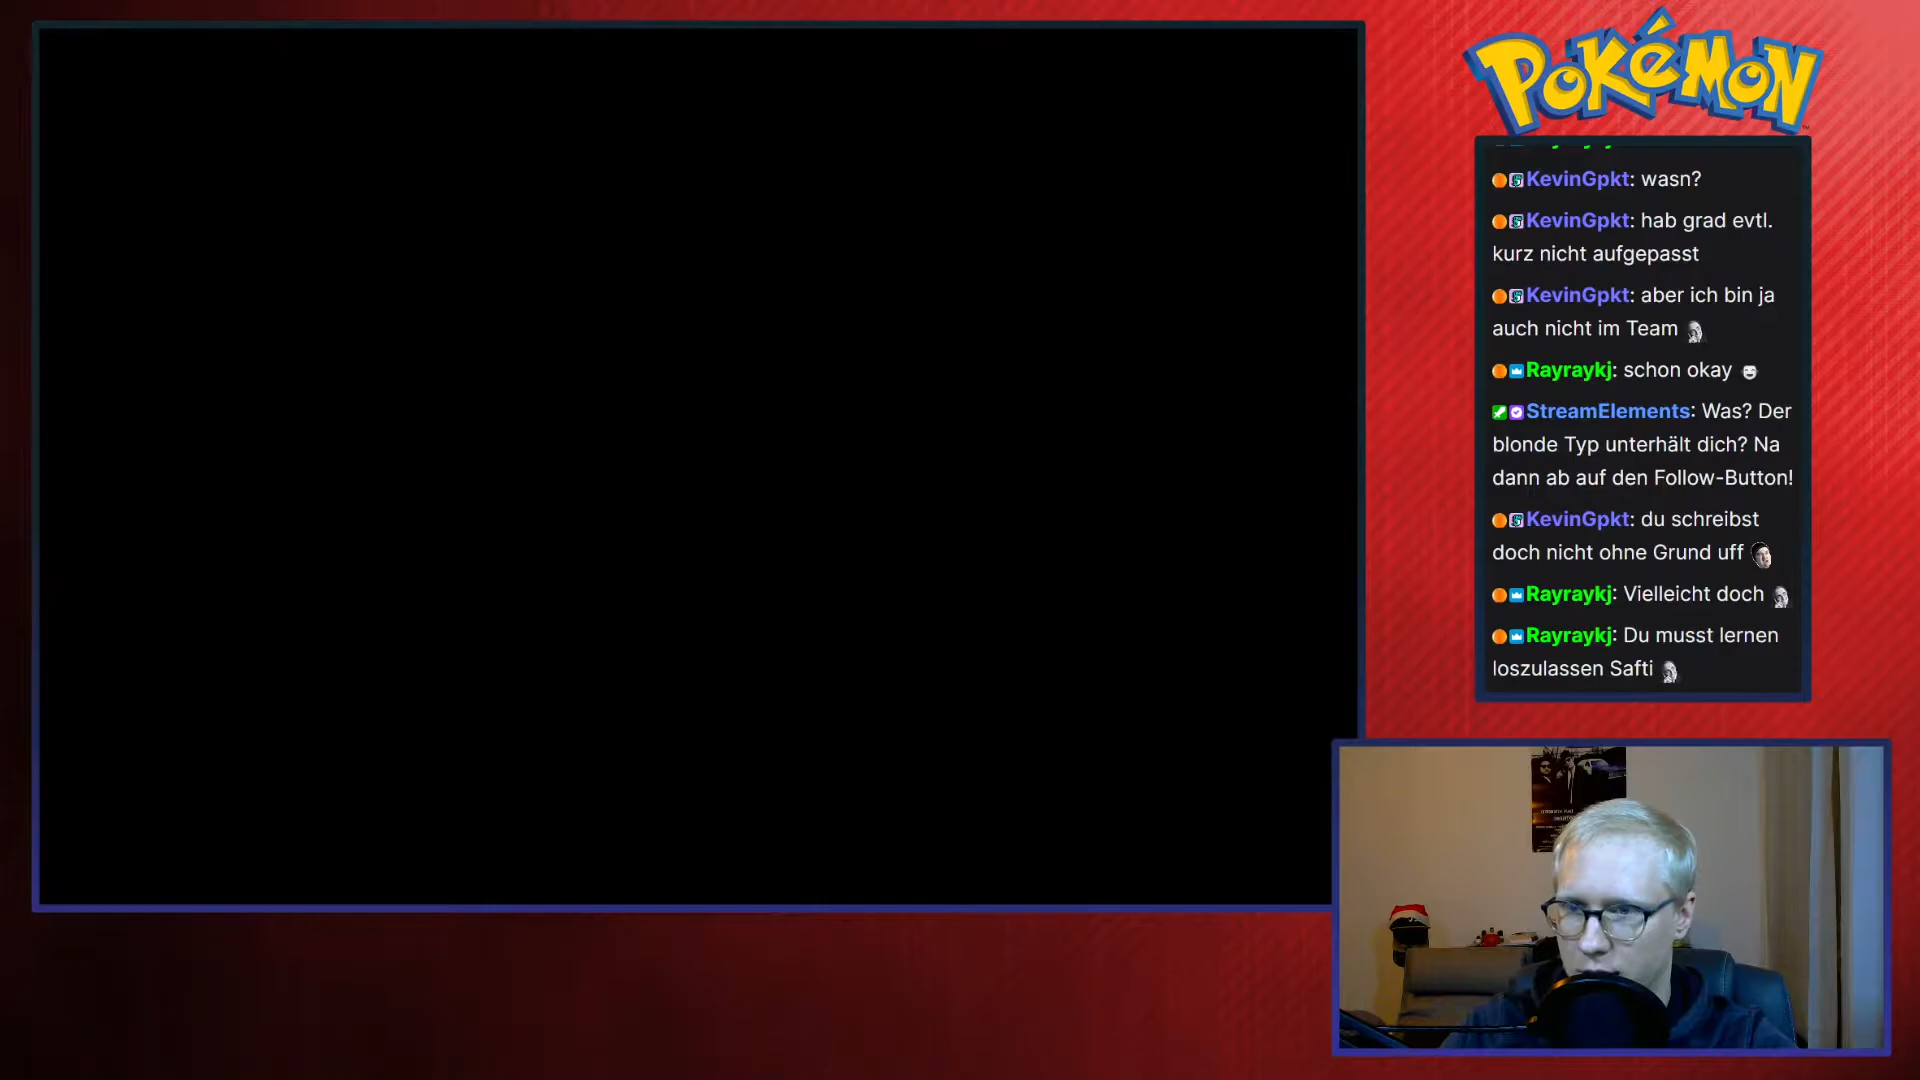 POKéMON
KevinGpkt: wasn?
KevinGpkt: hab grad evtl.
kurz nicht aufgepasst
KevinGpkt: aber ich bin ja
auch nicht im Team
Rayraykj: schon okay
StreamElements: Was? Der
blonde Typ unterhält dich? Na
dann ab auf den Follow-Button!
KevinGpkt: du schreibst
doch nicht ohne Grund uff
Rayraykj: Vielleicht doch
Rayraykj: Du musst lernen
loszulassen Safti